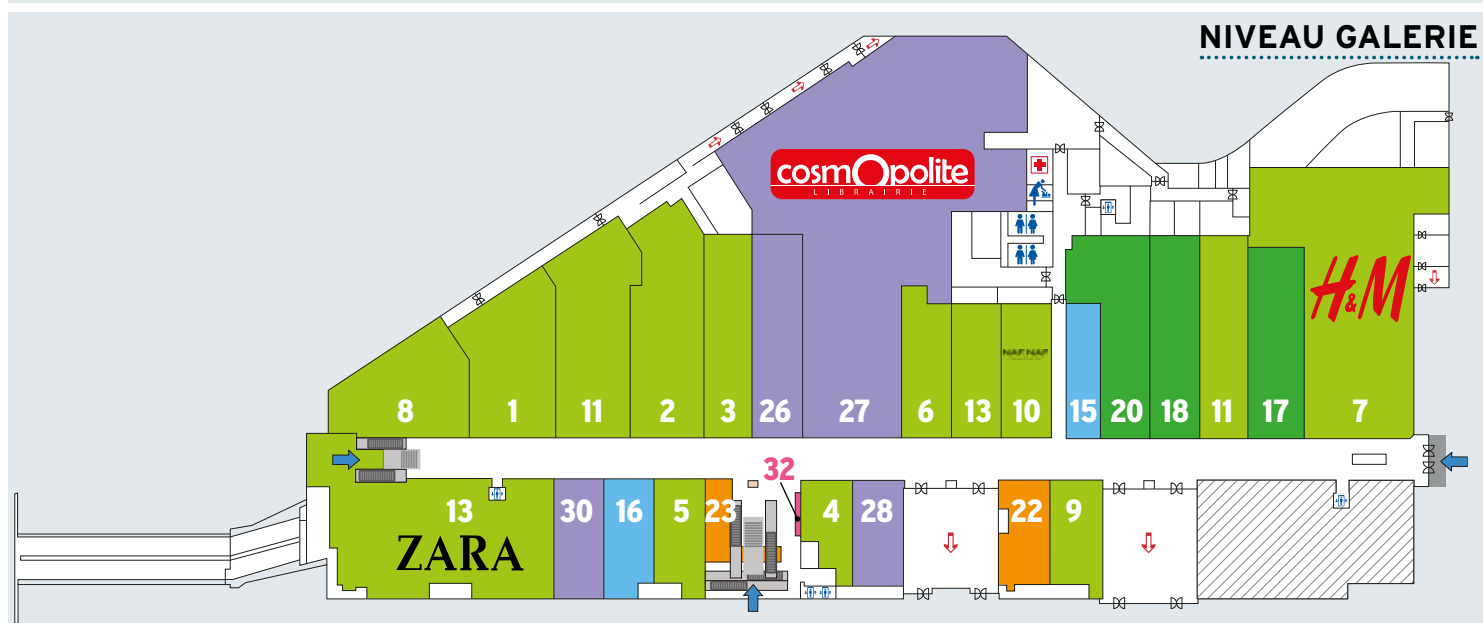 NIVEAU GALERIE
cosmOpolite
LIBRAIRIE
H&M
NAF NAF
8 1 11 2 3 26 27 6 13 10 15 20 18 11 17 7
32
13 30 16 5 23 4 28 22 9
ZARA